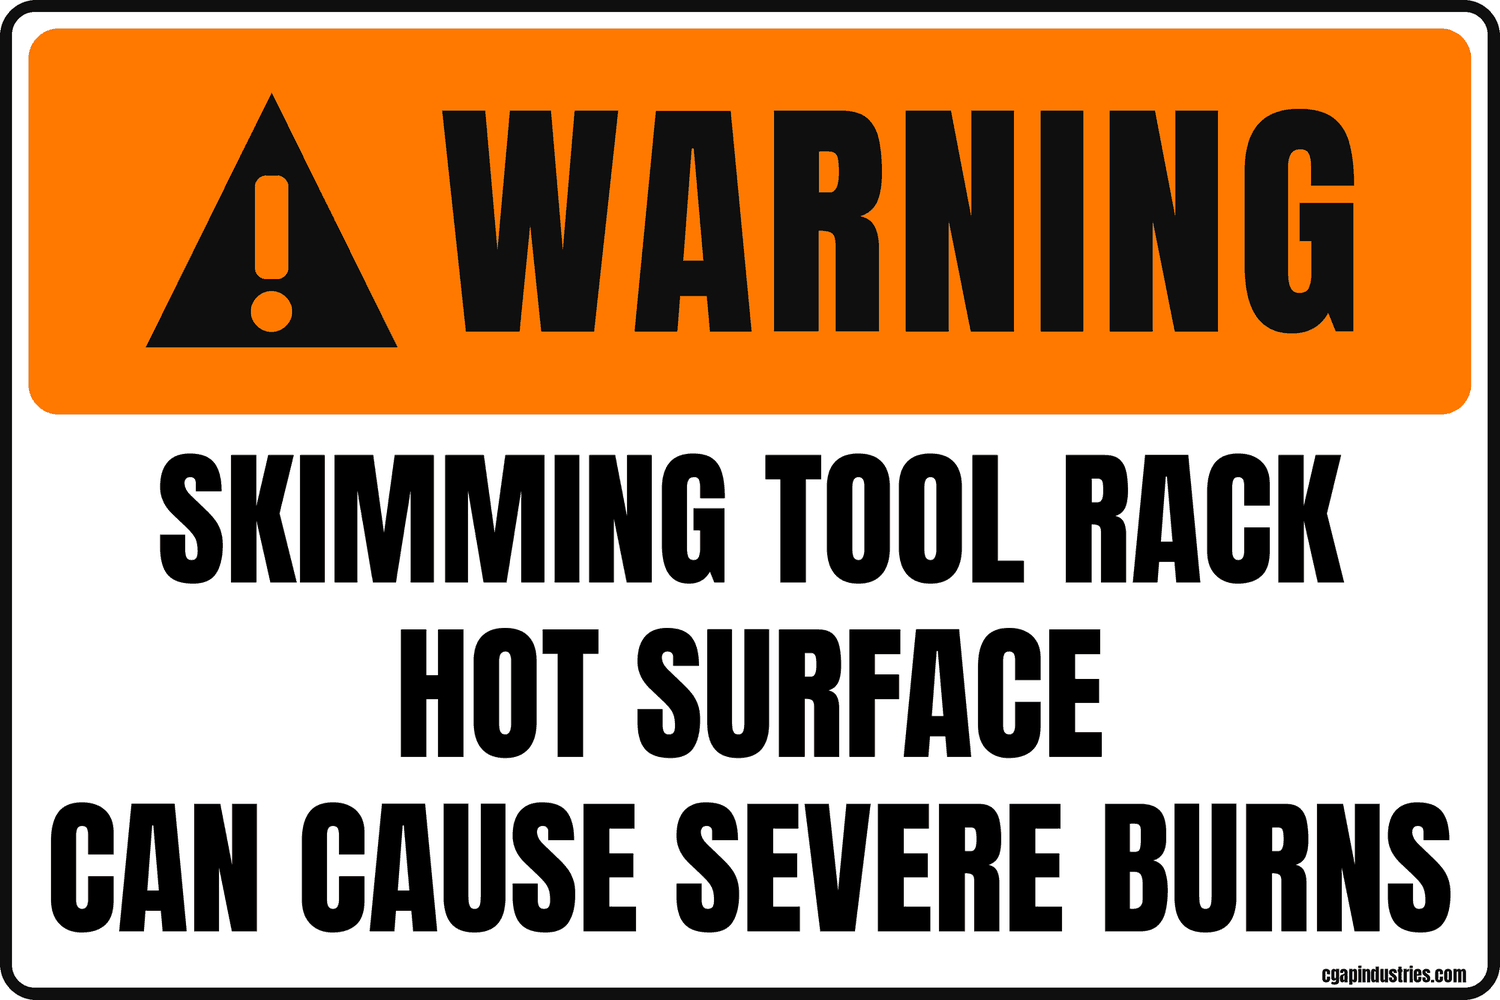 WARNING
SKIMMING TOOL RACK
HOT SURFACE
CAN CAUSE SEVERE BURNS
cgapindustries.com